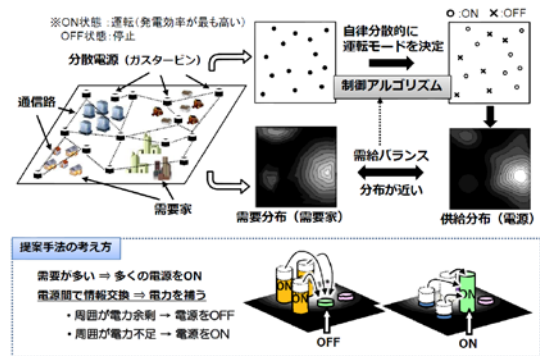 ※ON状態:運転(発電効率が最も高い)
OFF状態:停止
分散電源(ガスタービン)
通信路
需要家
自律分散的に
運転モードを決定
○:ON ×:OFF
制御アルゴリズム
需給バランス
分布が近い
需要分布(需要家)
供給分布(電源)
提案手法の考え方
需要が多い ⇒ 多くの電源をON
電源間で情報交換 ⇒ 電力を補う
・周囲が電力余剰 → 電源をOFF
・周囲が電力不足 → 電源をON
ON
ON
ON
OFF
ON
ON